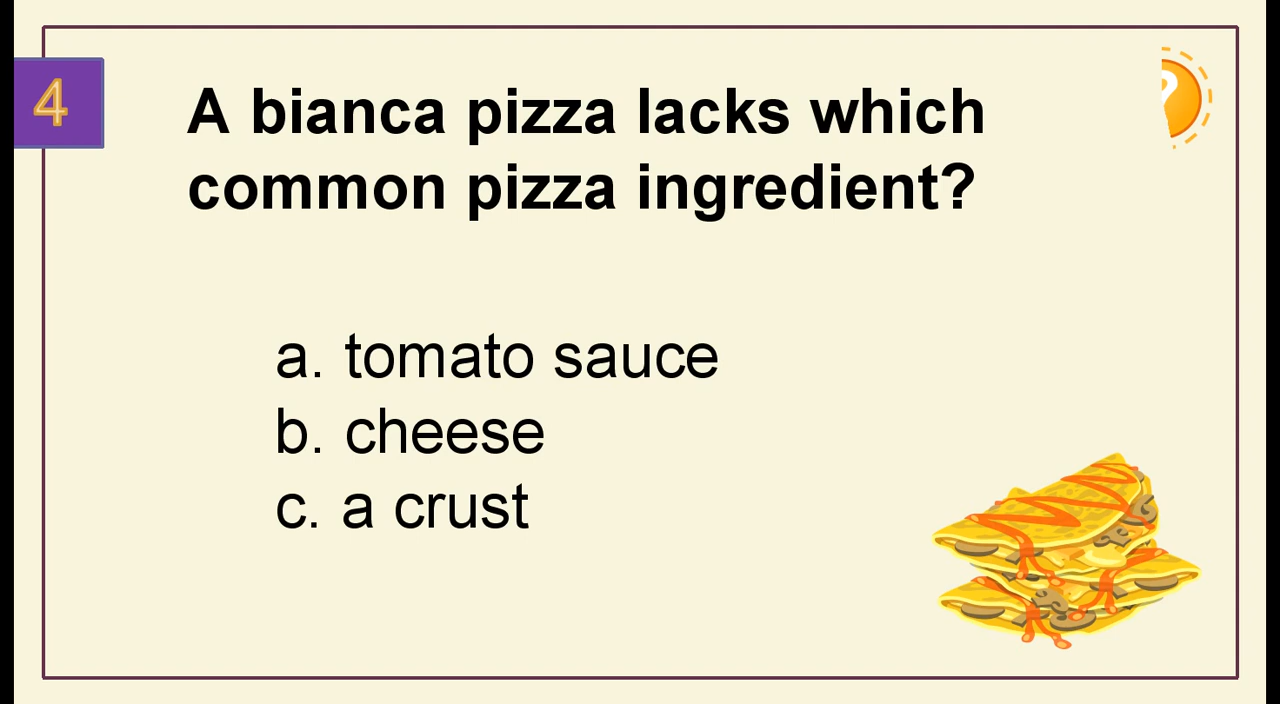 4
A bianca pizza lacks which
common pizza ingredient?
a. tomato sauce
b. cheese
c. a crust